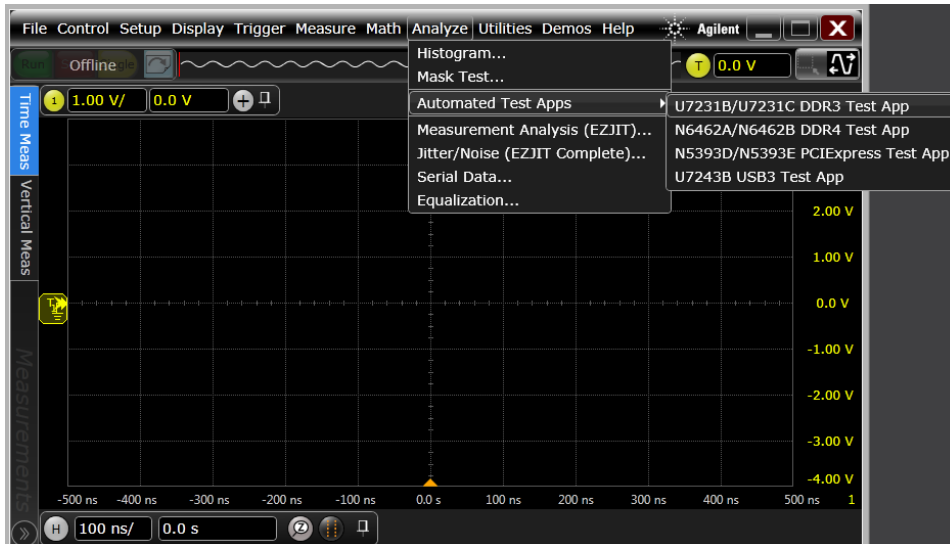 File Control Setup Display Trigger Measure Math Analyze Utilities Demos Help Agilent
Run Offline
T 0.0 V
Histogram...
Mask Test...
Automated Test Apps
Measurement Analysis (EZJIT)...
Jitter/Noise (EZJIT Complete)...
Serial Data...
Equalization...
U7231B/U7231C DDR3 Test App
N6462A/N6462B DDR4 Test App
N5393D/N5393E PCIExpress Test App
U7243B USB3 Test App
1 1.00 V/ 0.0 V
Time Meas
Vertical Meas
Measurements
2.00 V
1.00 V
0.0 V
-1.00 V
-2.00 V
-3.00 V
-4.00 V
T
-500 ns -400 ns -300 ns -200 ns -100 ns 0.0 s 100 ns 200 ns 300 ns 400 ns 500 ns 1
H 100 ns/ 0.0 s Z